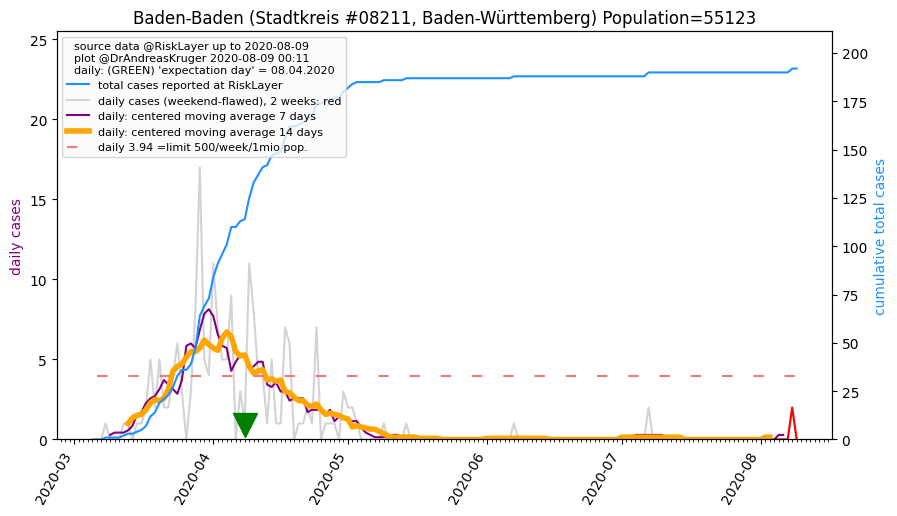 Baden-Baden (Stadtkreis #08211, Baden-Württemberg) Population=55123
source data @RiskLayer up to 2020-08-09
plot @DrAndreasKruger 2020-08-09 00:11
daily: (GREEN) 'expectation day' = 08.04.2020
total cases reported at RiskLayer
daily cases (weekend-flawed), 2 weeks: red
daily: centered moving average 7 days
daily: centered moving average 14 days
daily 3.94 =limit 500/week/1mio pop.
daily cases
25
20
15
10
5
0
cumulative total cases
200
175
150
125
100
75
50
25
0
2020-03
2020-04
2020-05
2020-06
2020-07
2020-08